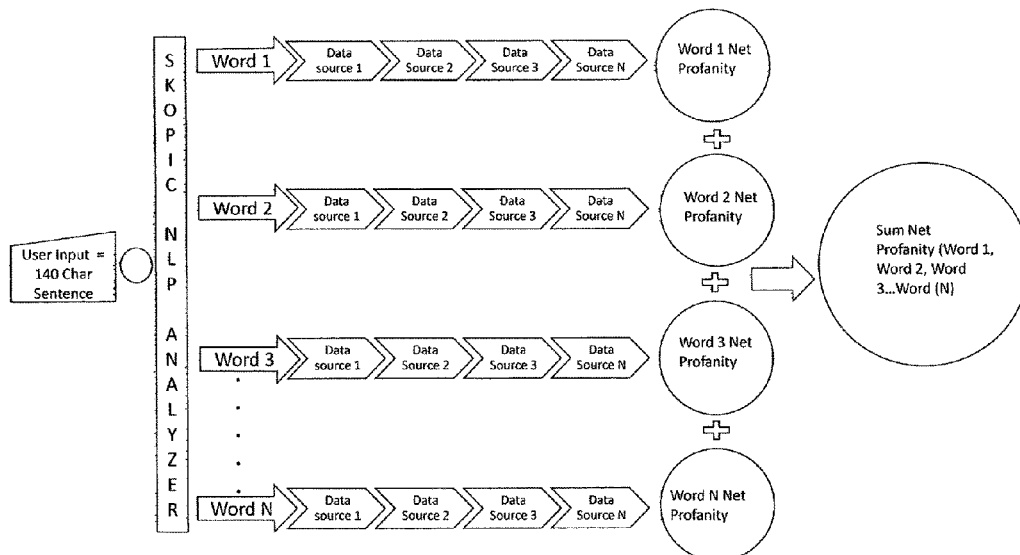 User Input =
140 Char
Sentence
SKOPIC NLP ANALYZER
Word 1
Data
source 1
Data
Source 2
Data
Source 3
Data
Source N
Word 1 Net
Profanity
Word 2
Data
source 1
Data
Source 2
Data
Source 3
Data
Source N
Word 2 Net
Profanity
Word 3
Data
source 1
Data
Source 2
Data
Source 3
Data
Source N
Word 3 Net
Profanity
Word N
Data
source 1
Data
Source 2
Data
Source 3
Data
Source N
Word N Net
Profanity
Sum Net
Profanity (Word 1,
Word 2, Word
3...Word (N)